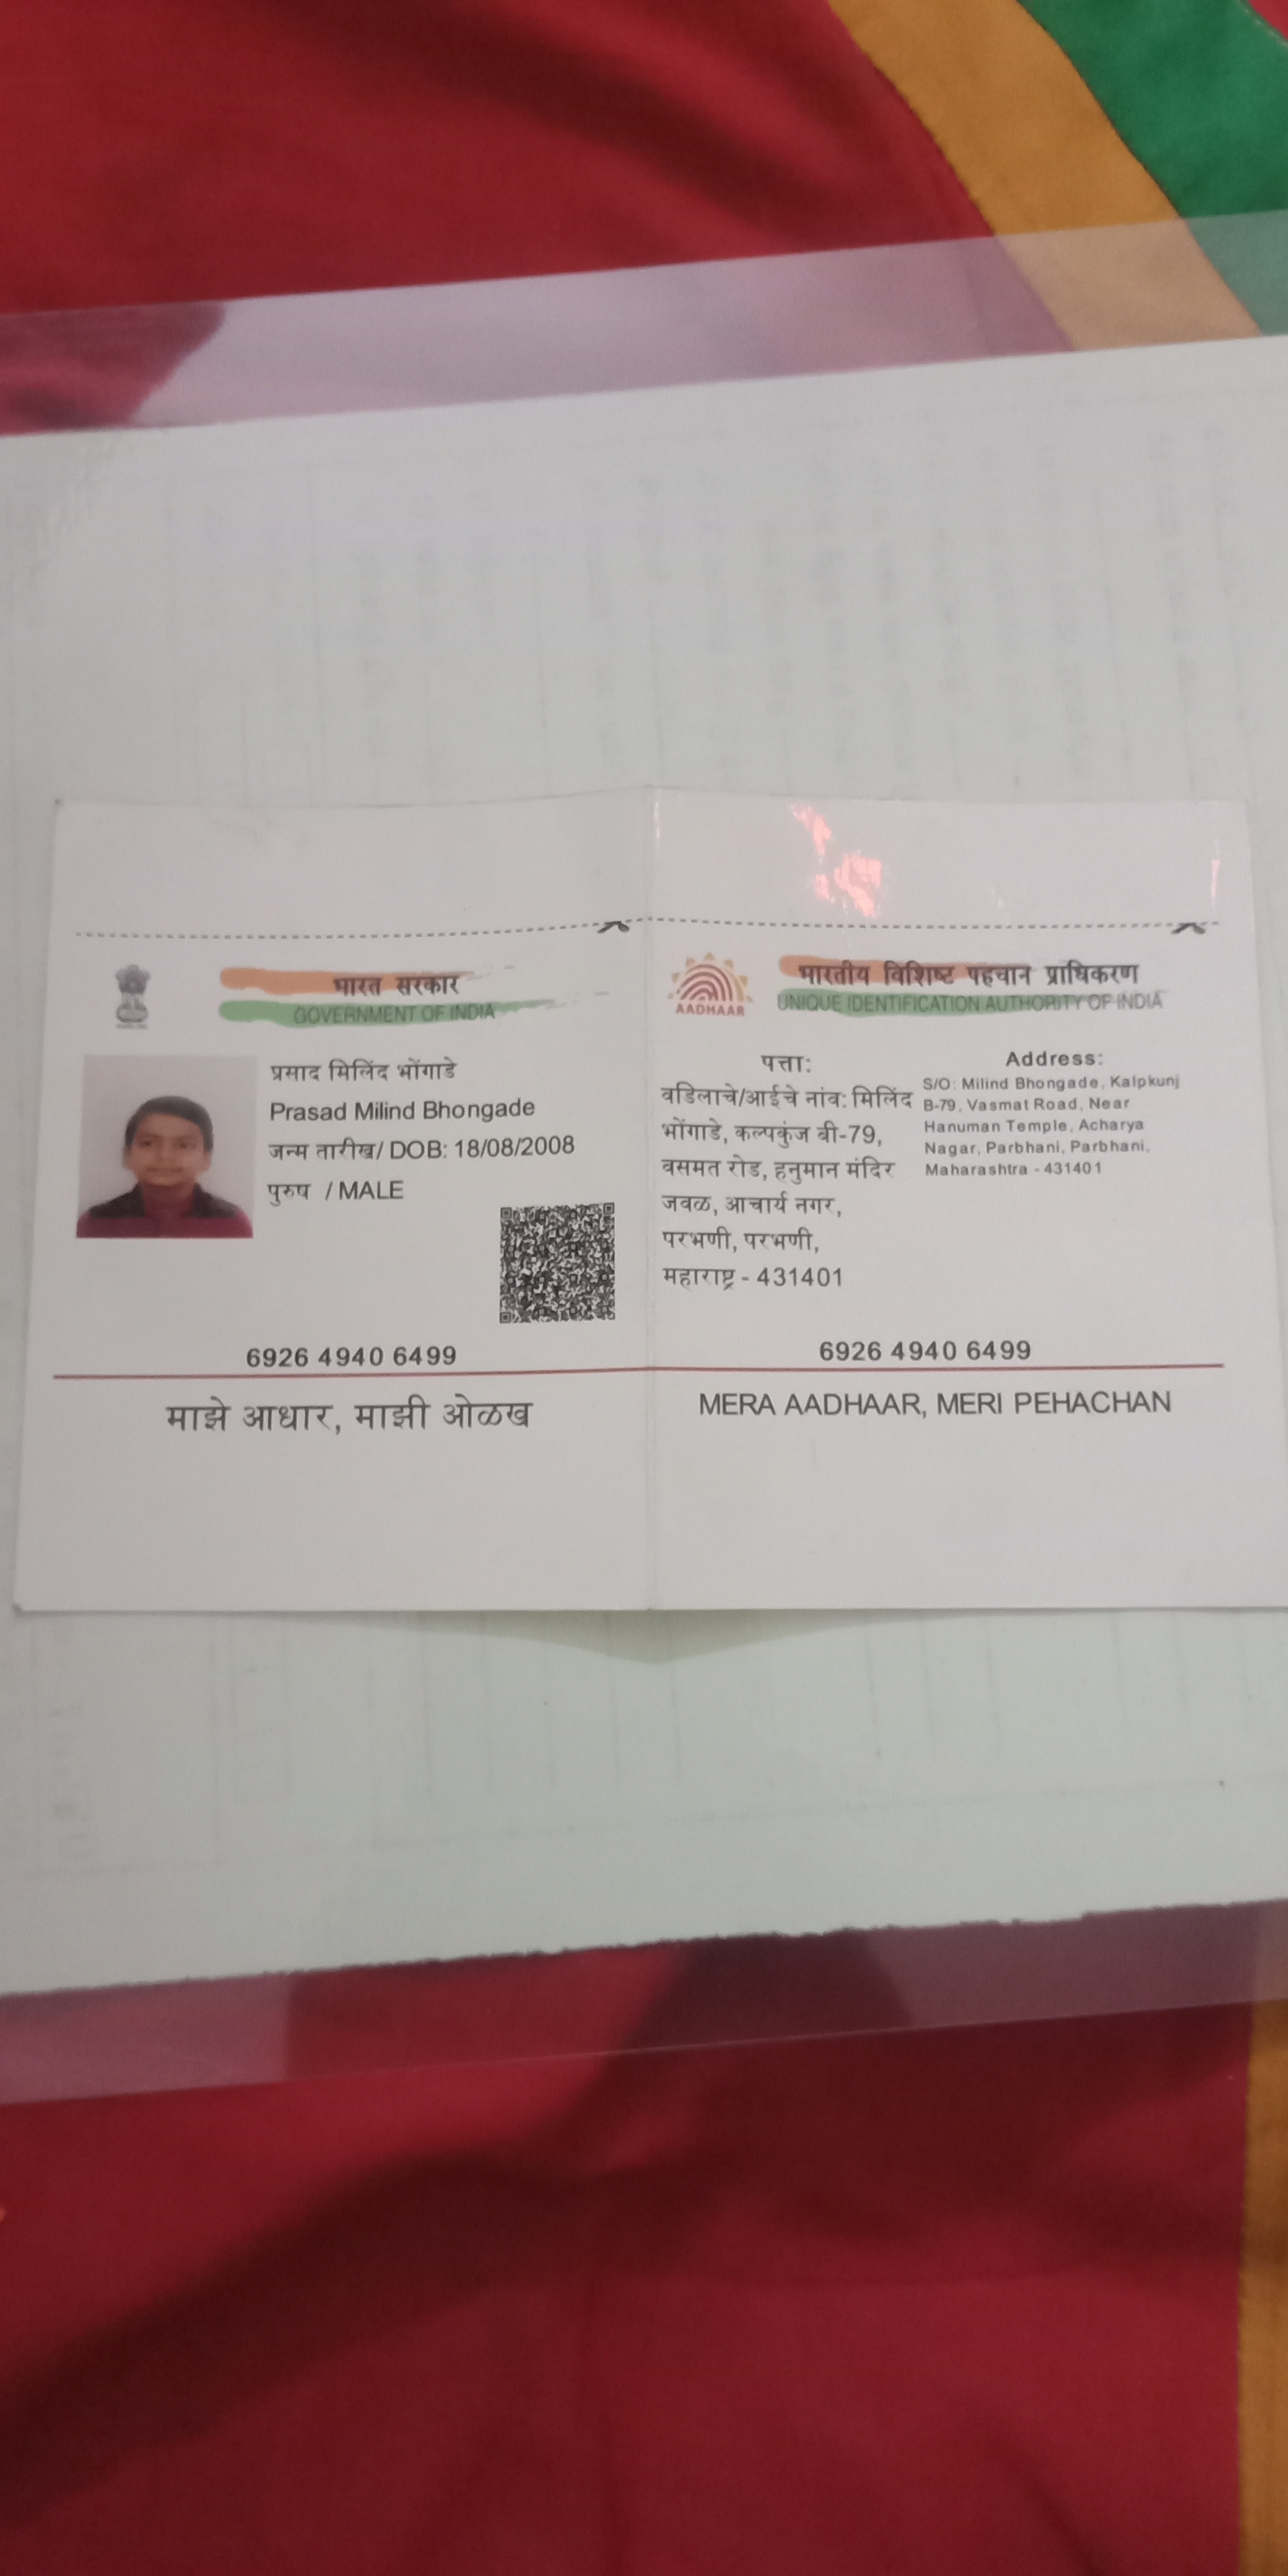 भारत सरकार
GOVERNMENT OF INDIA
प्रसाद मिलिंद भोंगाडे
Prasad Milind Bhongade
जन्म तारीख/ DOB: 18/08/2008
पुरुष / MALE
6926 4940 6499
माझे आधार, माझी ओळख
AADHAAR
भारतीय विशिष्ट पहचान प्राधिकरण
UNIQUE IDENTIFICATION AUTHORITY OF INDIA
पत्ता:
वडिलाचे/आईचे नांव: मिलिंद
भोंगाडे, कल्पकुंज बी-79,
वसमत रोड, हनुमान मंदिर
जवळ, आचार्य नगर,
परभणी, परभणी,
महाराष्ट्र - 431401
Address:
S/O: Milind Bhongade, Kalpkunj
B-79, Vasmat Road, Near
Hanuman Temple, Acharya
Nagar, Parbhani, Parbhani,
Maharashtra - 431401
6926 4940 6499
MERA AADHAAR, MERI PEHACHAN